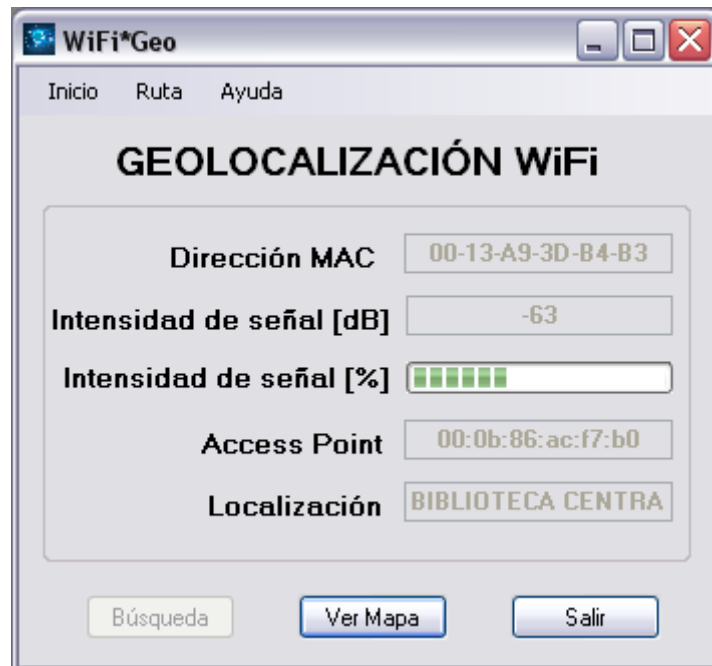 WiFi*Geo
Inicio Ruta Ayuda
GEOLOCALIZACIÓN WiFi
Dirección MAC 00-13-A9-3D-B4-B3
Intensidad de señal [dB] -63
Intensidad de señal [%]
Access Point 00:0b:86:ac:f7:b0
Localización BIBLIOTECA CENTRA
Búsqueda Ver Mapa Salir